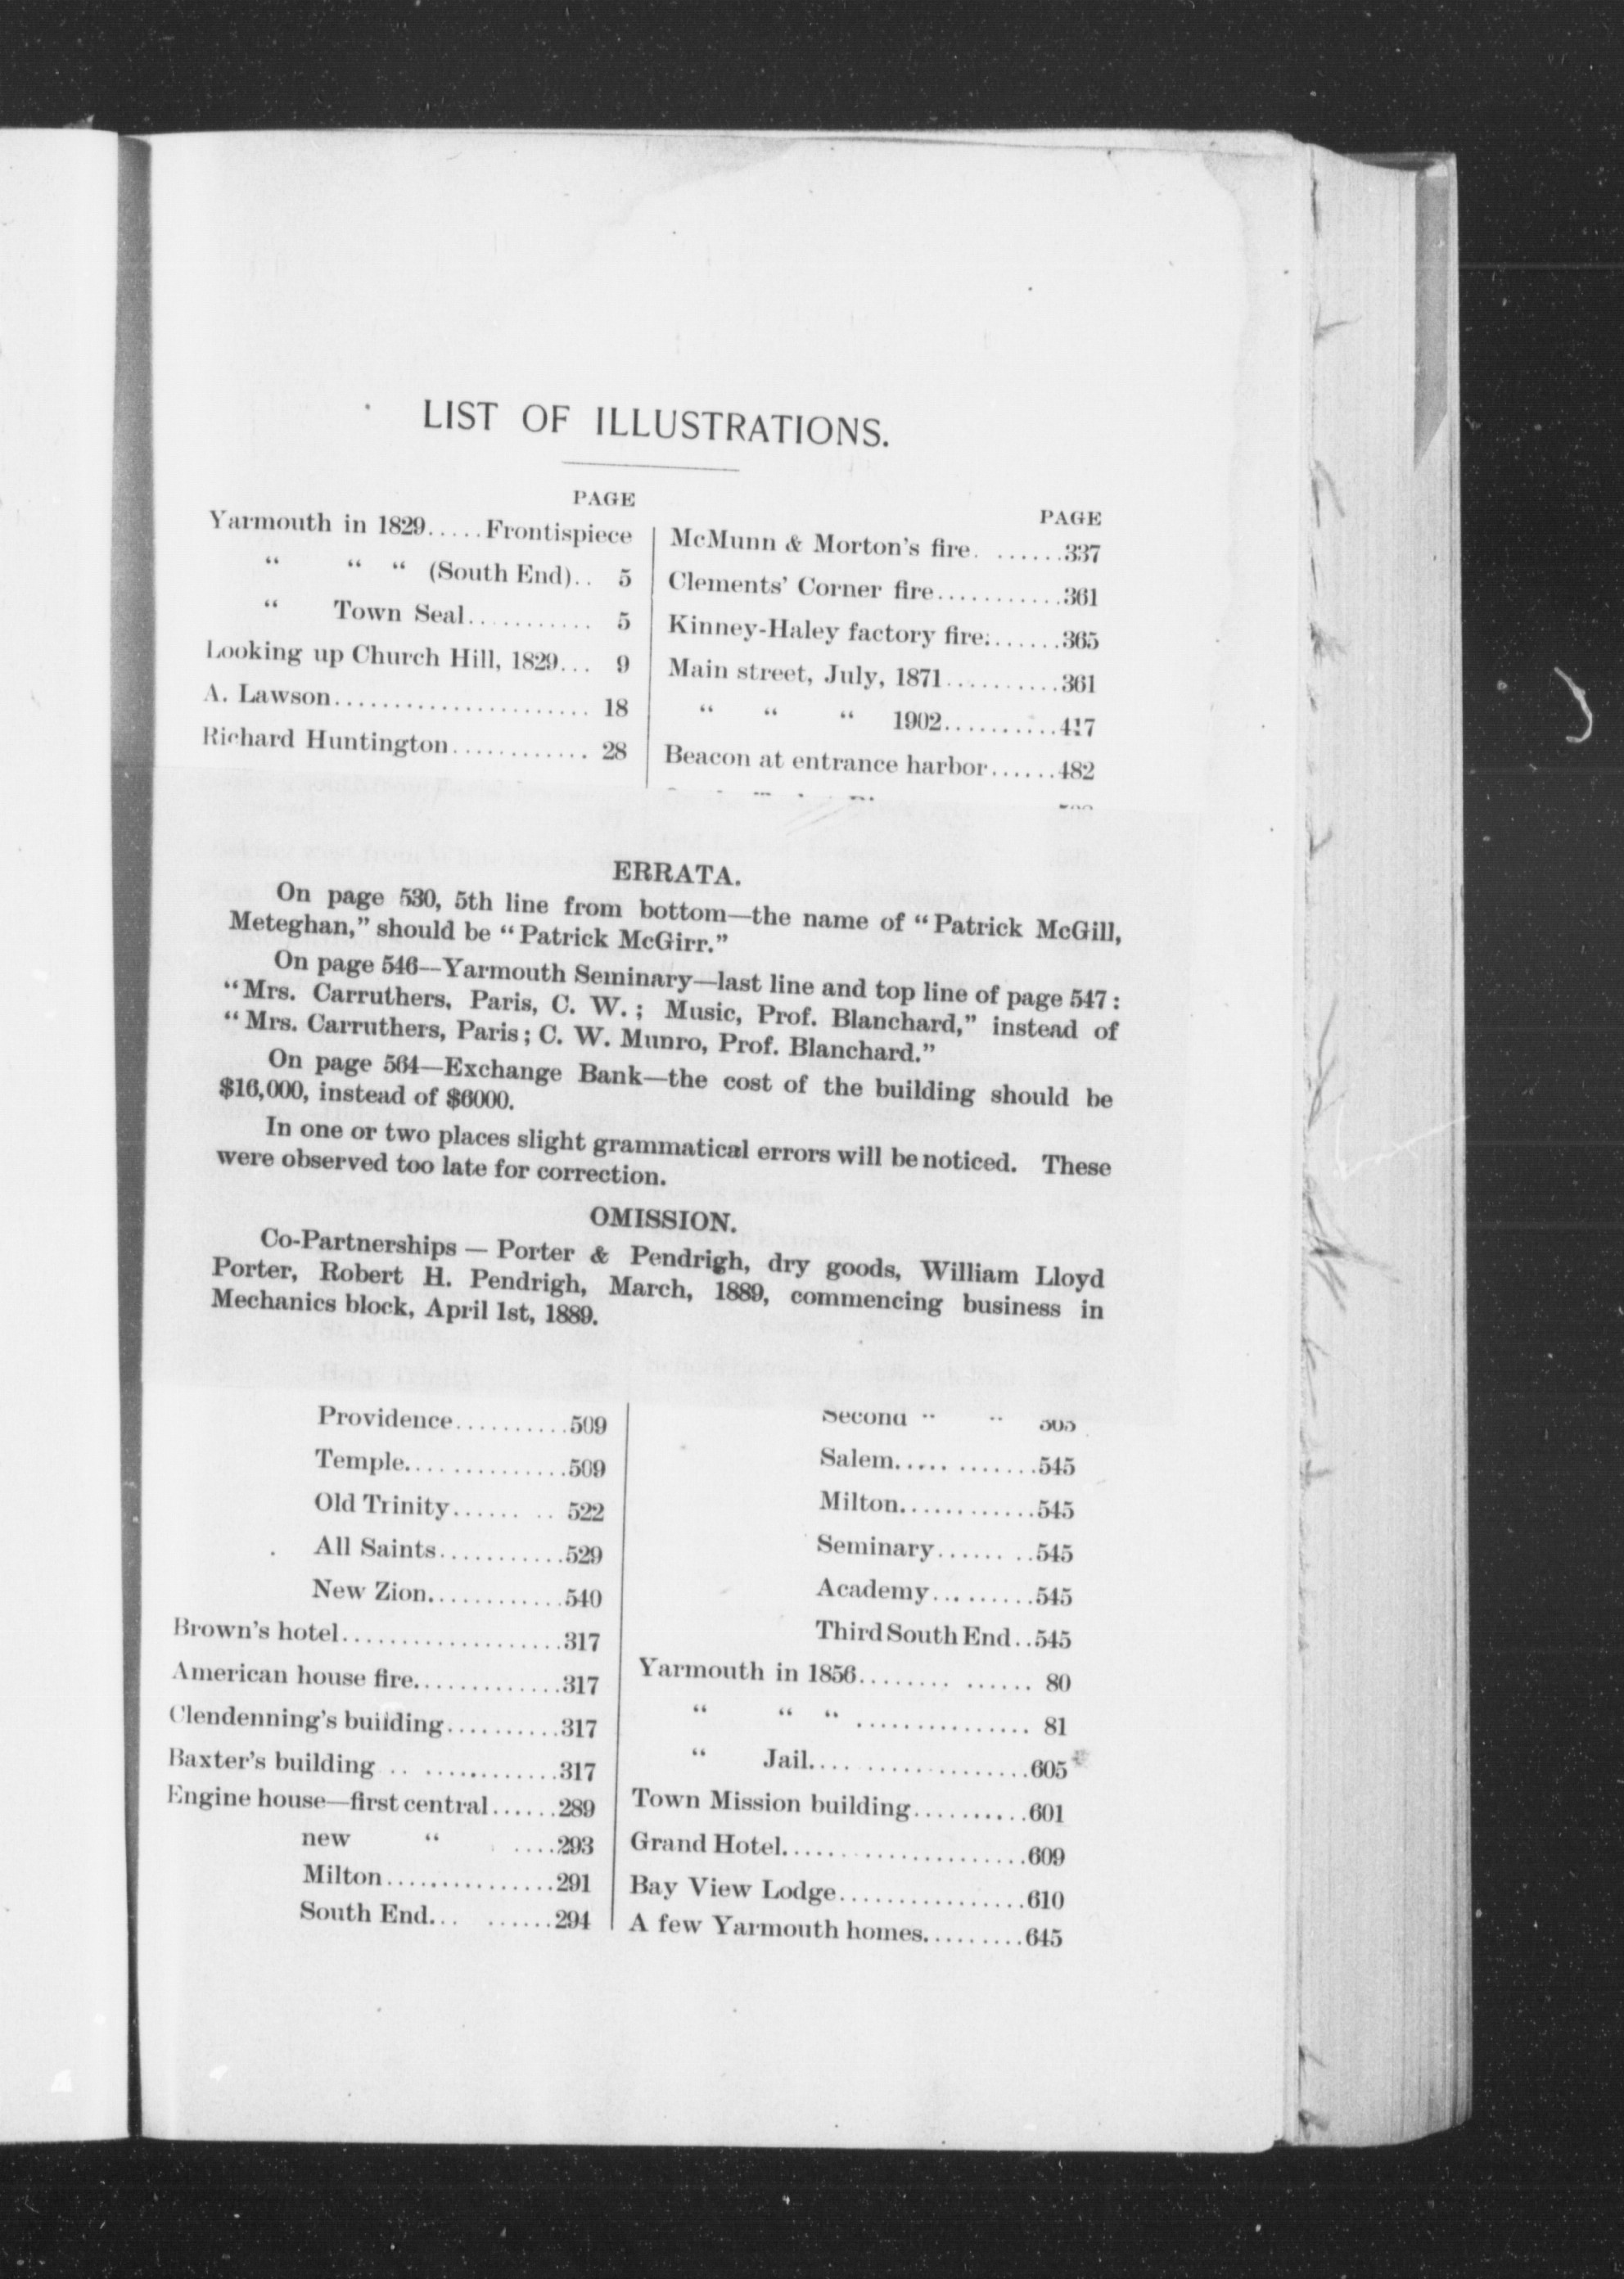 LIST OF ILLUSTRATIONS.
PAGE
Yarmouth in 1829.....Frontispiece
“ “ “ (South End).. 5
“ Town Seal........... 5
Looking up Church Hill, 1829... 9
A. Lawson...................... 18
Richard Huntington............ 28
PAGE
McMunn & Morton's fire. ......337
Clements' Corner fire...........361
Kinney-Haley factory fire.......365
Main street, July, 1871..........361
“ “ “ 1902..........417
Beacon at entrance harbor......482
ERRATA.
On page 530, 5th line from bottom—the name of “Patrick McGill,
Meteghan,” should be “Patrick McGirr.”
On page 546—Yarmouth Seminary—last line and top line of page 547:
“Mrs. Carruthers, Paris, C. W.; Music, Prof. Blanchard,” instead of
“Mrs. Carruthers, Paris; C. W. Munro, Prof. Blanchard.”
On page 564—Exchange Bank—the cost of the building should be
$16,000, instead of $6000.
In one or two places slight grammatical errors will be noticed. These
were observed too late for correction.
OMISSION.
Co-Partnerships — Porter & Pendrigh, dry goods, William Lloyd
Porter, Robert H. Pendrigh, March, 1889, commencing business in
Mechanics block, April 1st, 1889.
Providence..........509
Temple..............509
Old Trinity...... .. 522
All Saints...........529
New Zion............540
Brown's hotel...................317
American house fire.............317
Clendenning's building..........317
Baxter's building .. ...........317
Engine house—first central......289
new “ ....293
Milton...............291
South End... ......294
Second “ “
Salem..... .......545
Milton............545
Seminary...... ..545
Academy.........545
Third South End..545
Yarmouth in 1856........ ...... 80
“ “ “ ............... 81
“ Jail.... ..............605
Town Mission building..........601
Grand Hotel.....................609
Bay View Lodge................610
A few Yarmouth homes.........645